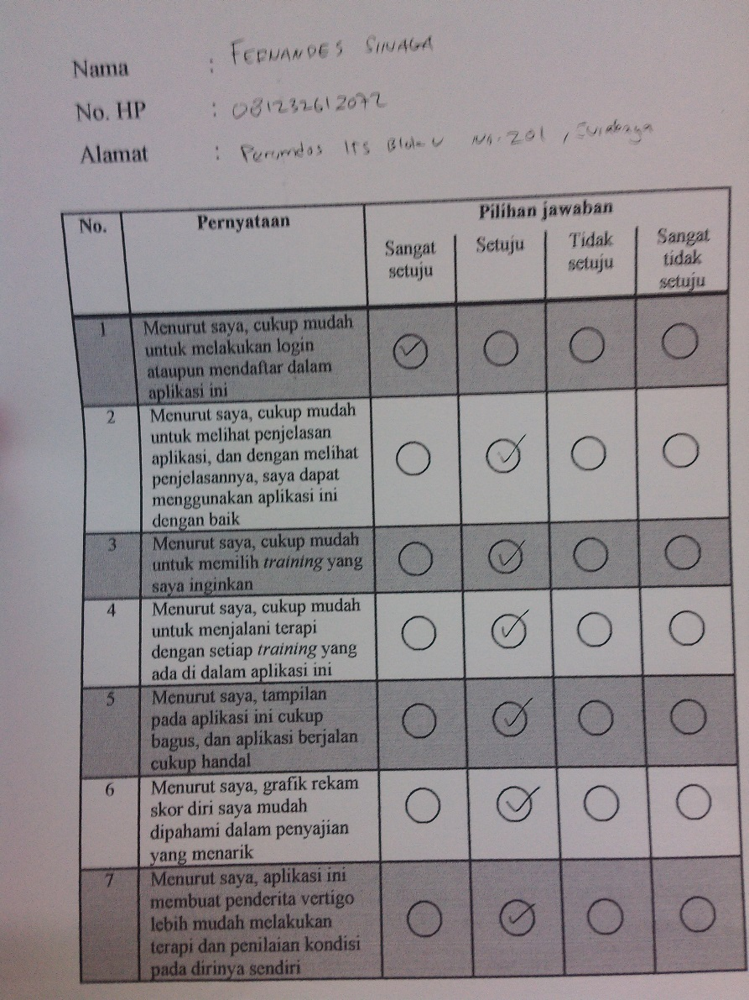 Nama : FERNANDES SINAGA
No. HP : 081232612072
Alamat : Perumdos ITS Blok U No. 201, Surabaya
No. Pernyataan Pilihan jawaban
Sangat setuju Setuju Tidak setuju Sangat tidak setuju
1 Menurut saya, cukup mudah
untuk melakukan login
ataupun mendaftar dalam
aplikasi ini
2 Menurut saya, cukup mudah
untuk melihat penjelasan
aplikasi, dan dengan melihat
penjelasannya, saya dapat
menggunakan aplikasi ini
dengan baik
3 Menurut saya, cukup mudah
untuk memilih training yang
saya inginkan
4 Menurut saya, cukup mudah
untuk menjalani terapi
dengan setiap training yang
ada di dalam aplikasi ini
5 Menurut saya, tampilan
pada aplikasi ini cukup
bagus, dan aplikasi berjalan
cukup handal
6 Menurut saya, grafik rekam
skor diri saya mudah
dipahami dalam penyajian
yang menarik
7 Menurut saya, aplikasi ini
membuat penderita vertigo
lebih mudah melakukan
terapi dan penilaian kondisi
pada dirinya sendiri